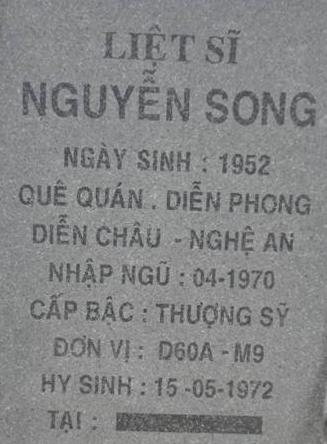 LIỆT SĨ
NGUYỄN SONG
NGÀY SINH : 1952
QUÊ QUÁN . DIỄN PHONG
DIỄN CHÂU - NGHỆ AN
NHẬP NGŨ : 04-1970
CẤP BẬC : THƯỢNG SỸ
ĐƠN VỊ : D60A - M9
HY SINH : 15 -05-1972
TẠI :